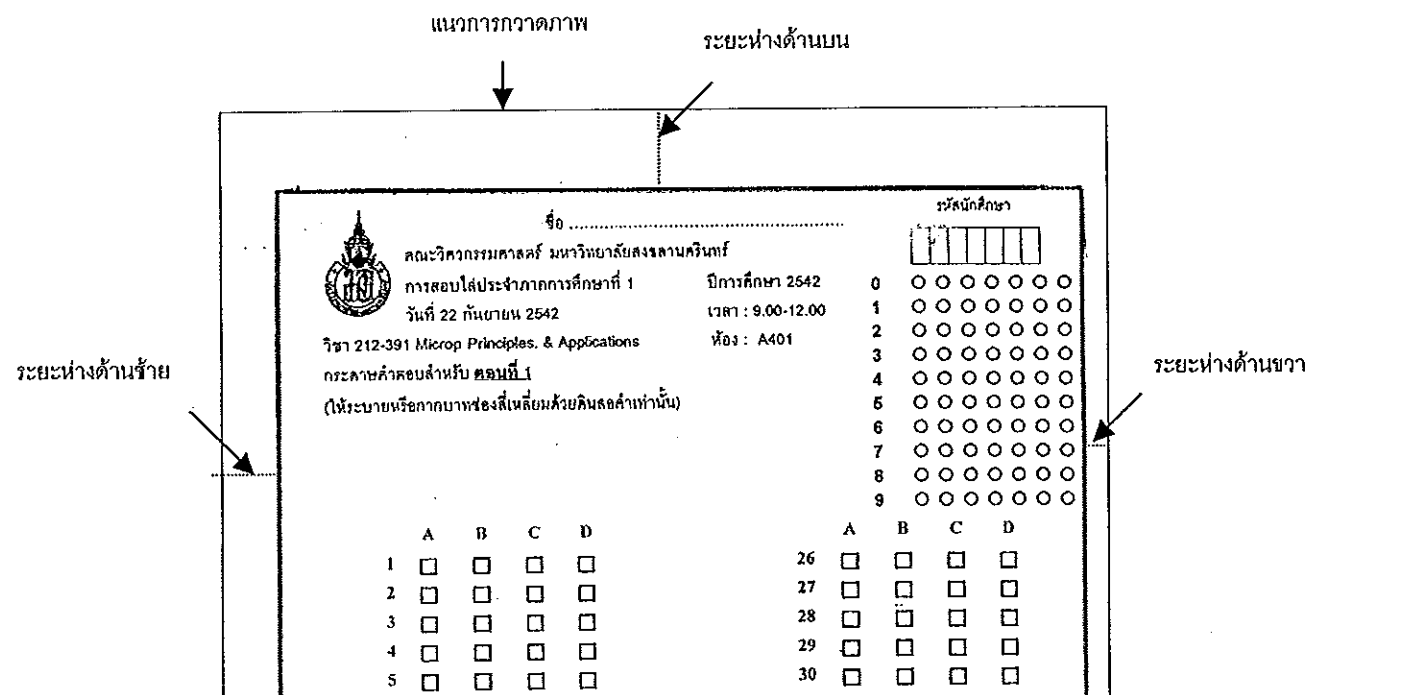 แนวการกวาดภาพ
ระยะห่างด้านบน
รหัสนักศึกษา
ชื่อ
คณะวิศวกรรมศาสตร์ มหาวิทยาลัยสงขลานครินทร์
การสอบไล่ประจำภาคการศึกษาที่ 1 ปีการศึกษา 2542
วันที่ 22 กันยายน 2542 เวลา : 9.00-12.00
วิชา 212-391 Microp Principles. & Applications ห้อง : A401
กระดาษคำตอบสำหรับ ตอนที่ 1
(ให้ระบายหรือกากบาทช่องสี่เหลี่ยมด้วยดินสอดำเท่านั้น)
0
1
2
3
4
5
6
7
8
9
ระยะห่างด้านซ้าย
ระยะห่างด้านขวา
A B C D A B C D
1 26
2 27
3 28
4 29
5 30